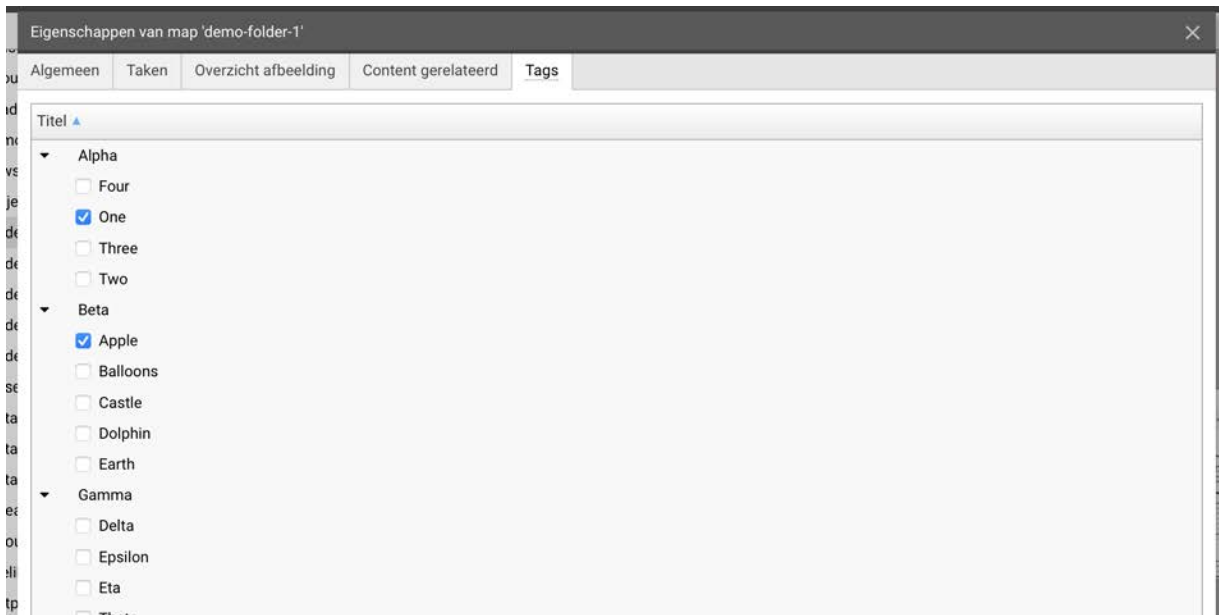 Eigenschappen van map 'demo-folder-1'
Algemeen Taken Overzicht afbeelding Content gerelateerd Tags
Titel
Alpha
Four
One
Three
Two
Beta
Apple
Balloons
Castle
Dolphin
Earth
Gamma
Delta
Epsilon
Eta